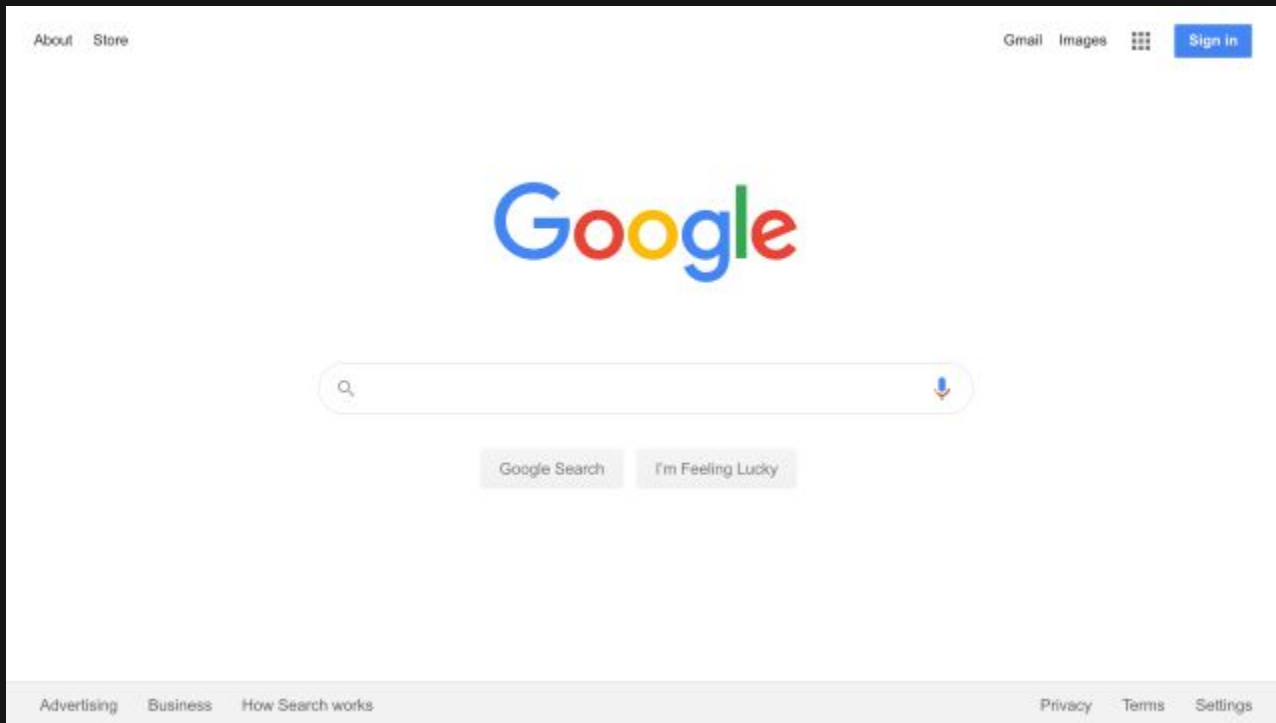 About Store Gmail Images Sign in
Google
Google Search I'm Feeling Lucky
Advertising Business How Search works Privacy Terms Settings